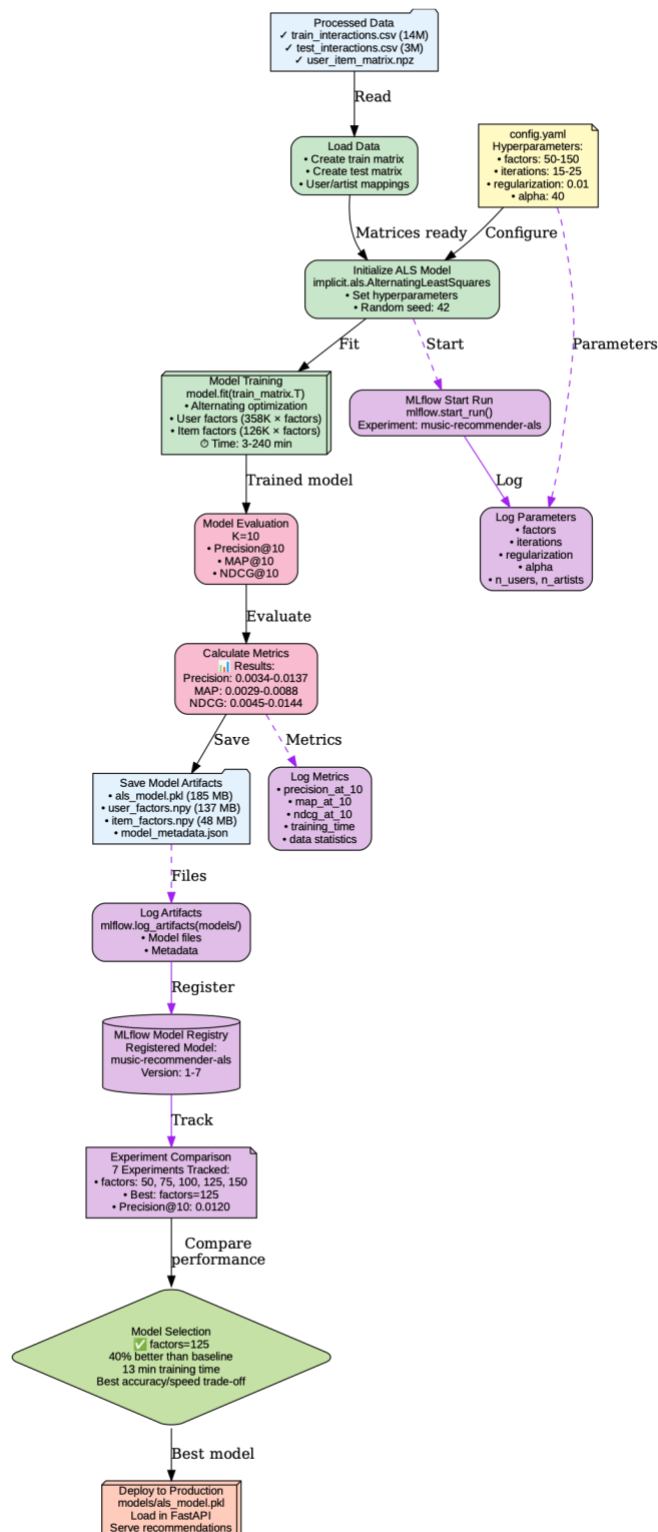 Processed Data
✓ train_interactions.csv (14M)
✓ test_interactions.csv (3M)
✓ user_item_matrix.npz
Read
Load Data
• Create train matrix
• Create test matrix
• User/artist mappings
config.yaml
Hyperparameters:
• factors: 50-150
• iterations: 15-25
• regularization: 0.01
• alpha: 40
Matrices ready
Configure
Initialize ALS Model
implicit.als.AlternatingLeastSquares
• Set hyperparameters
• Random seed: 42
Fit
Start
Parameters
Model Training
model.fit(train_matrix.T)
• Alternating optimization
• User factors (358K × factors)
• Item factors (126K × factors)
⏱ Time: 3-240 min
MLflow Start Run
mlflow.start_run()
Experiment: music-recommender-als
Trained model
Log
Model Evaluation
K=10
• Precision@10
• MAP@10
• NDCG@10
Log Parameters
• factors
• iterations
• regularization
• alpha
• n_users, n_artists
Evaluate
Calculate Metrics
📊 Results:
Precision: 0.0034-0.0137
MAP: 0.0029-0.0088
NDCG: 0.0045-0.0144
Save
Metrics
Save Model Artifacts
• als_model.pkl (185 MB)
• user_factors.npy (137 MB)
• item_factors.npy (48 MB)
• model_metadata.json
Log Metrics
• precision_at_10
• map_at_10
• ndcg_at_10
• training_time
• data statistics
Files
Log Artifacts
mlflow.log_artifacts(models/)
• Model files
• Metadata
Register
MLflow Model Registry
Registered Model:
music-recommender-als
Version: 1-7
Track
Experiment Comparison
7 Experiments Tracked:
• factors: 50, 75, 100, 125, 150
• Best: factors=125
• Precision@10: 0.0120
Compare
performance
Model Selection
✅ factors=125
40% better than baseline
13 min training time
Best accuracy/speed trade-off
Best model
Deploy to Production
models/als_model.pkl
Load in FastAPI
Serve recommendations